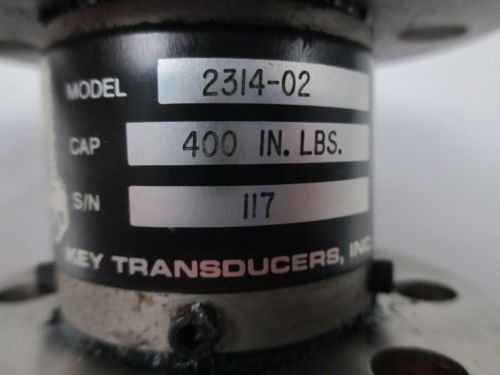 MODEL 2314-02
CAP 400 IN. LBS.
S/N 117
KEY TRANSDUCERS, INC